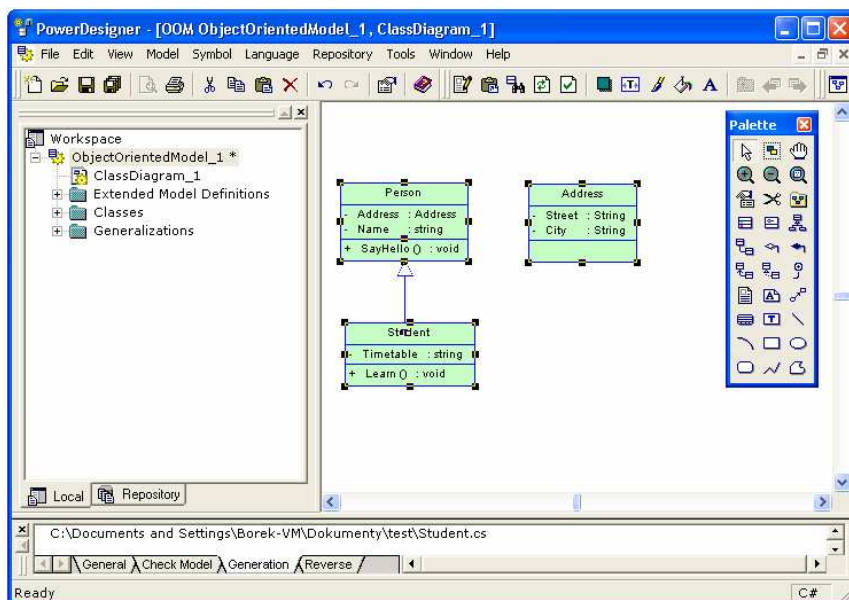 PowerDesigner - [OOM ObjectOrientedModel_1, ClassDiagram_1]
File Edit View Model Symbol Language Repository Tools Window Help
Workspace
ObjectOrientedModel_1 *
ClassDiagram_1
Extended Model Definitions
Classes
Generalizations
Local Repository
Person
- Address : Address
- Name : string
+ SayHello () : void
Address
- Street : String
- City : String
Student
- Timetable : string
+ Learn () : void
Palette
C:\Documents and Settings\Borek-VM\Dokumenty\test\Student.cs
General Check Model Generation Reverse
Ready C#